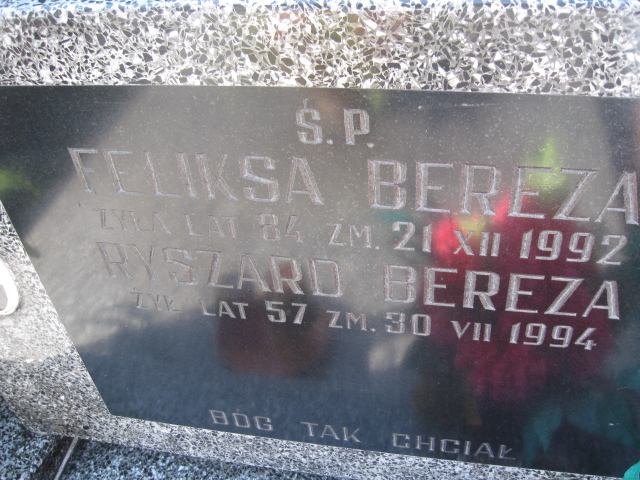 Ś.P.
FELIKSA BEREZA
ŻYŁA LAT 84 ZM. 21 XII 1992
RYSZARD BEREZA
ŻYŁ LAT 57 ZM. 30 VII 1994
BÓG TAK CHCIAŁ